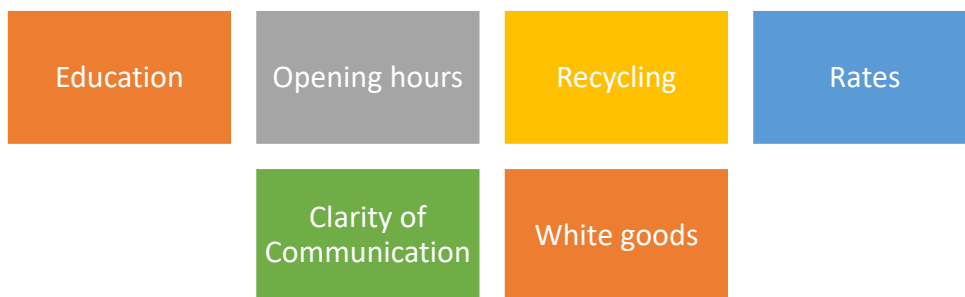 Education
Opening hours
Recycling
Rates
Clarity of
Communication
White goods